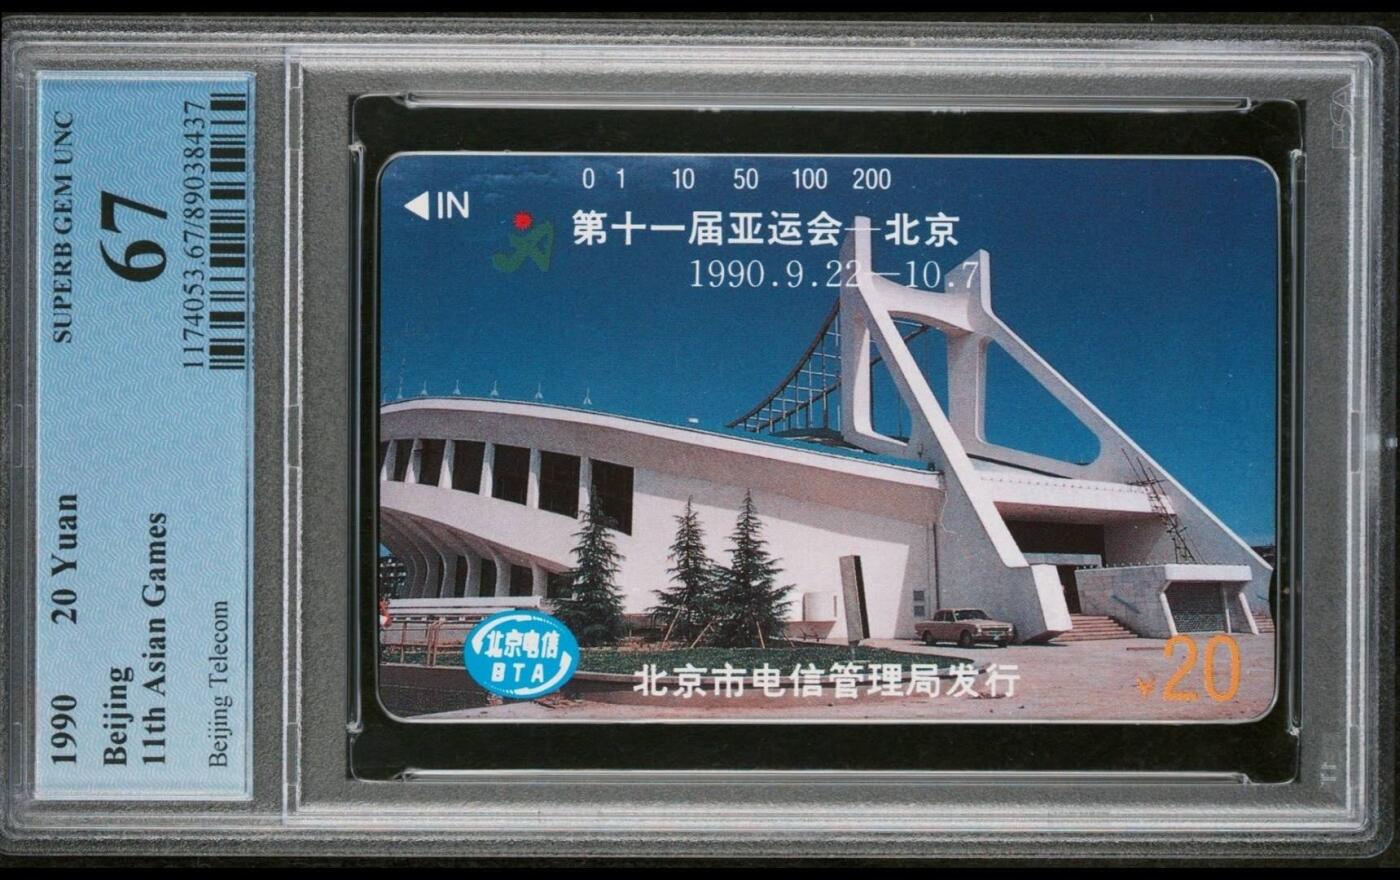 1990 20 Yuan SUPERB GEM UNC
Beijing 67
11th Asian Games
1174053.67/89038437
Beijing Telecom
0 1 10 50 100 200
◀IN
第十一届亚运会—北京
1990.9.22—10.7
北京电信
BTA
北京市电信管理局发行
¥20